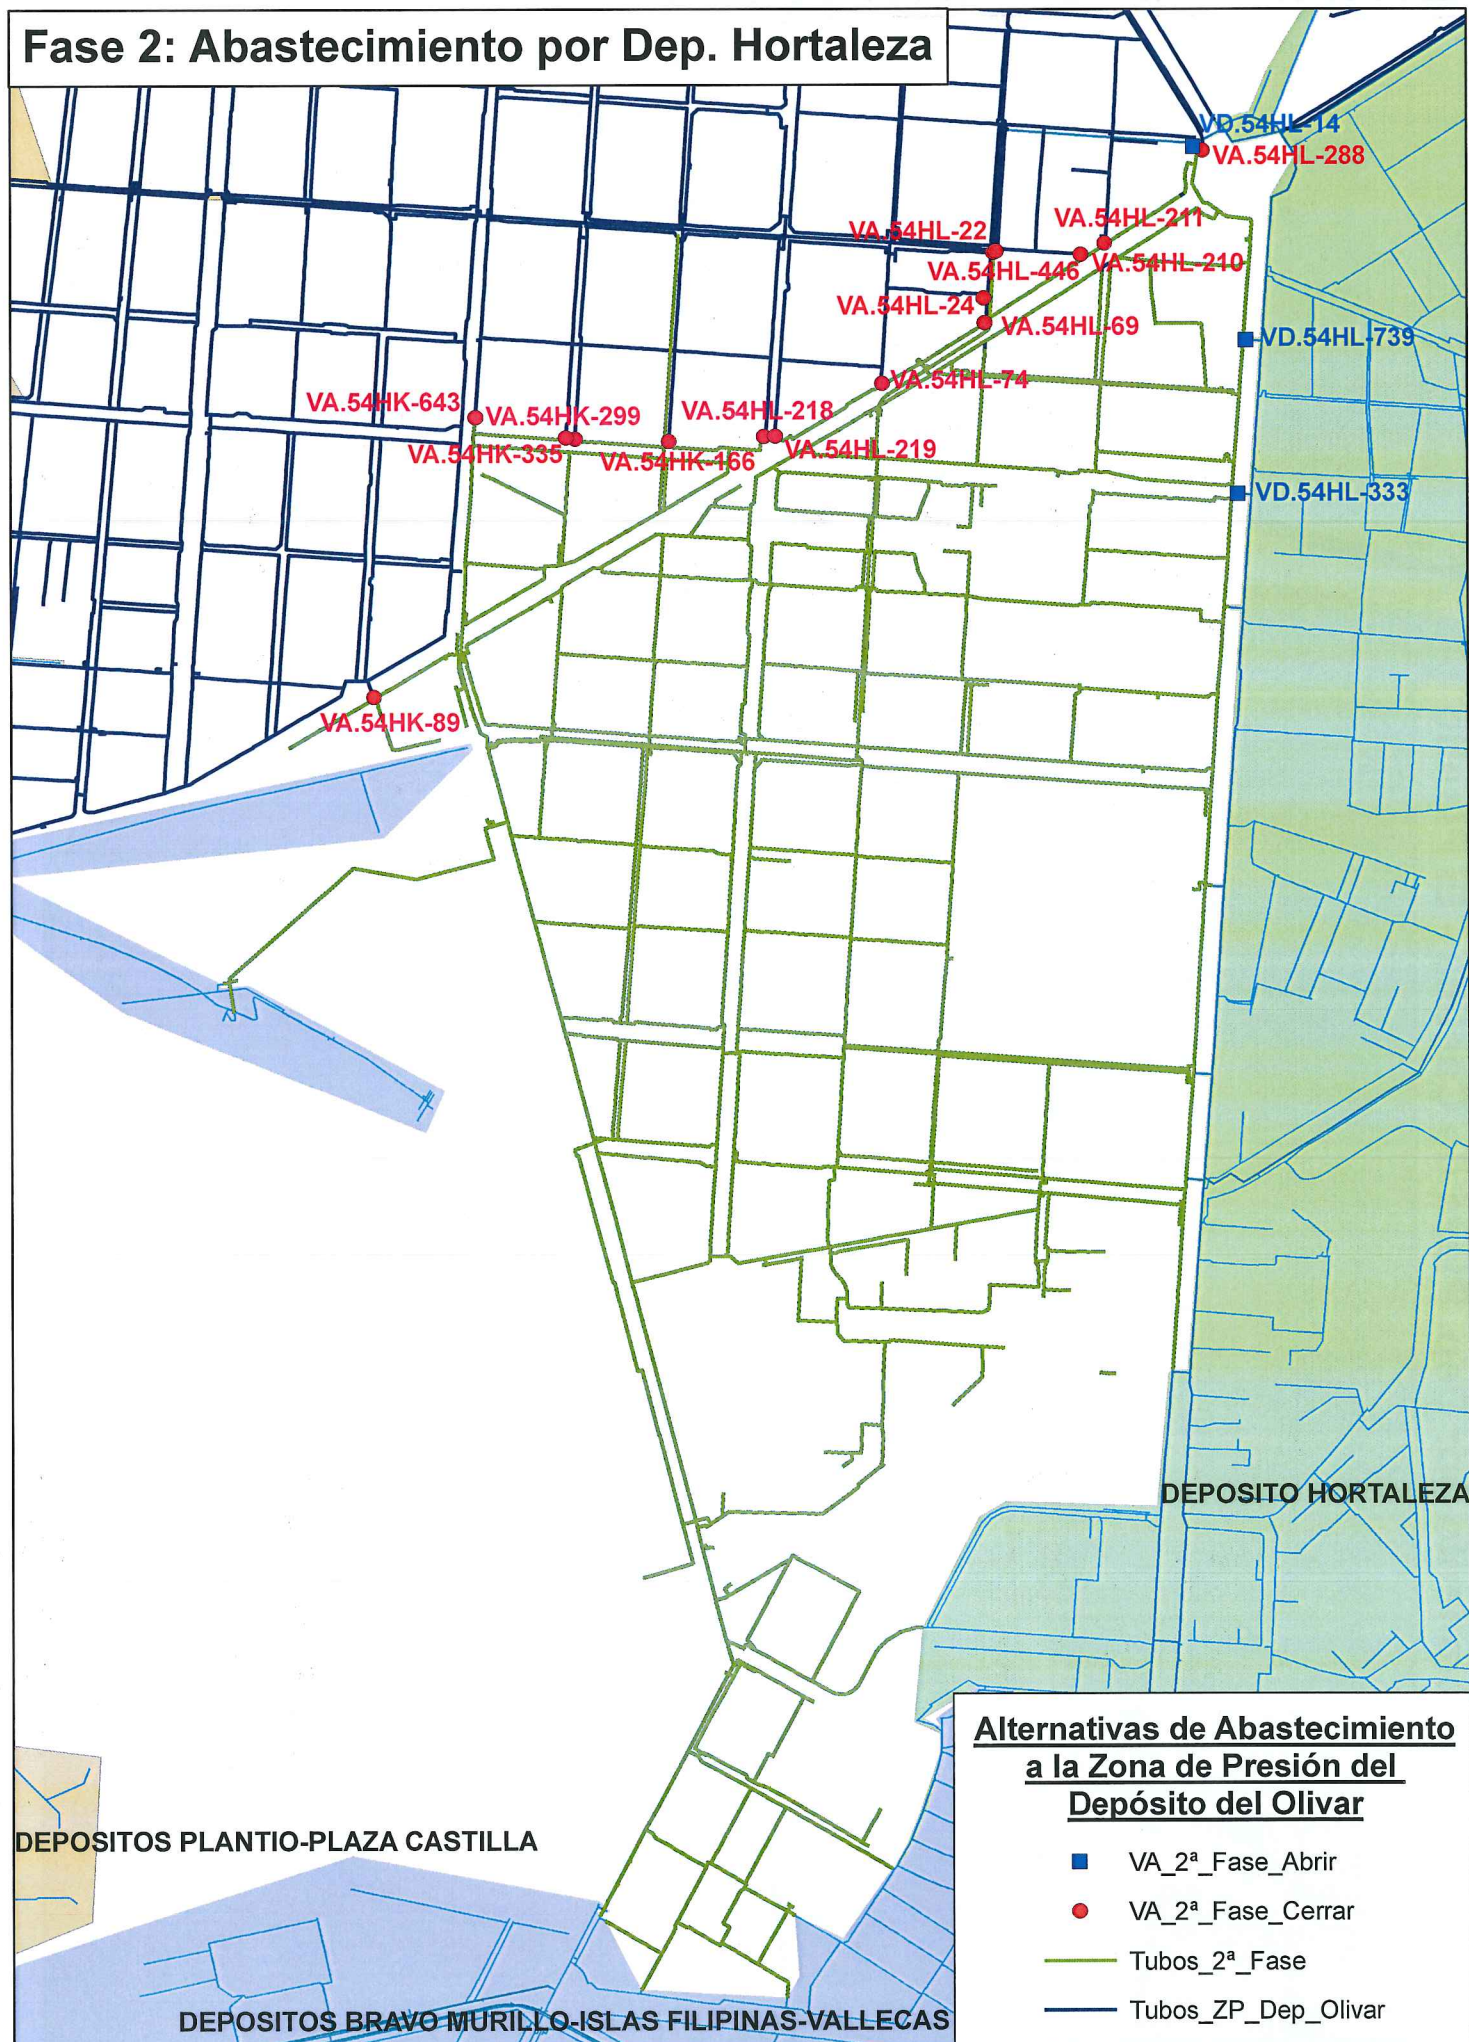 Fase 2: Abastecimiento por Dep. Hortaleza
VD.54HL-14
VA.54HL-288
VA.54HL-22
VA.54HL-211
VA.54HL-446
VA.54HL-210
VA.54HL-24
VA.54HL-69
VD.54HL-739
VA.54HL-74
VA.54HK-643
VA.54HK-299
VA.54HL-218
VA.54HK-335
VA.54HK-166
VA.54HL-219
VD.54HL-333
VA.54HK-89
DEPOSITO HORTALEZA
DEPOSITOS PLANTIO-PLAZA CASTILLA
DEPOSITOS BRAVO MURILLO-ISLAS FILIPINAS-VALLECAS
Alternativas de Abastecimiento
a la Zona de Presión del
Depósito del Olivar
VA_2ª_Fase_Abrir
VA_2ª_Fase_Cerrar
Tubos_2ª_Fase
Tubos_ZP_Dep_Olivar